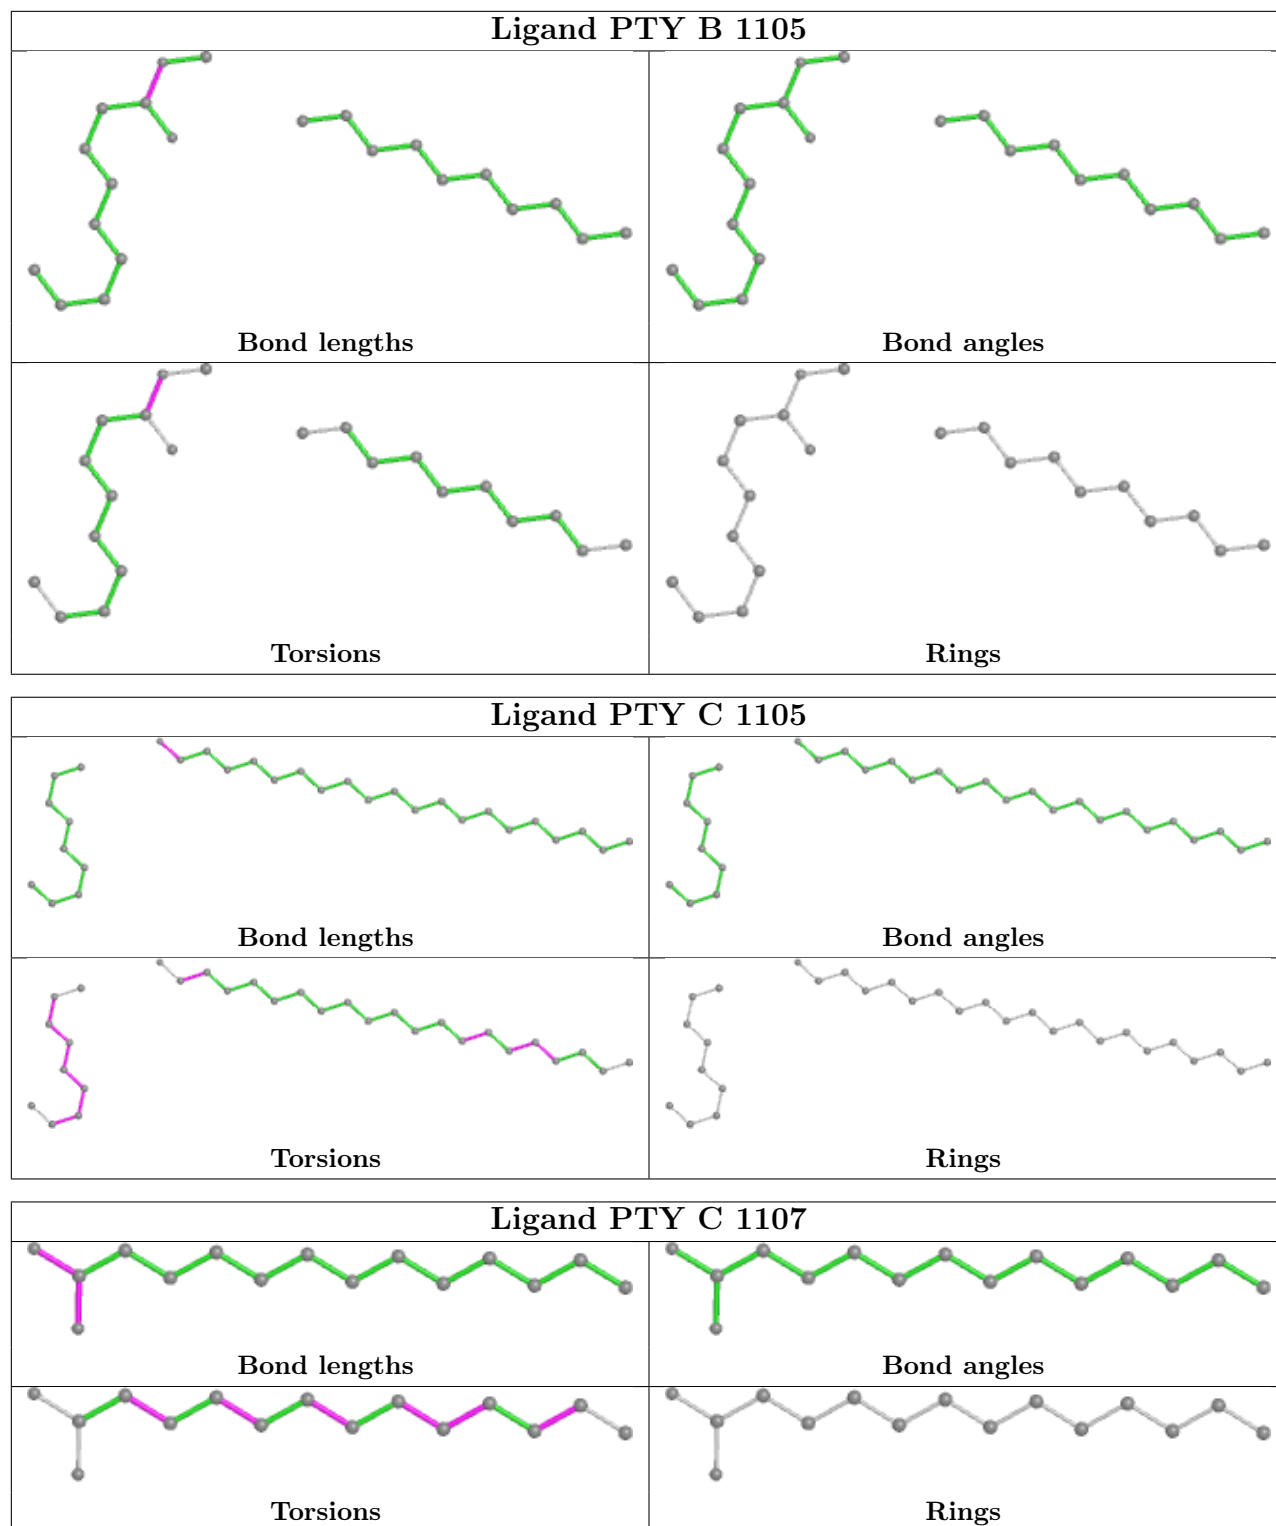 Ligand PTY B 1105
Bond lengths
Bond angles
Torsions
Rings
Ligand PTY C 1105
Bond lengths
Bond angles
Torsions
Rings
Ligand PTY C 1107
Bond lengths
Bond angles
Torsions
Rings